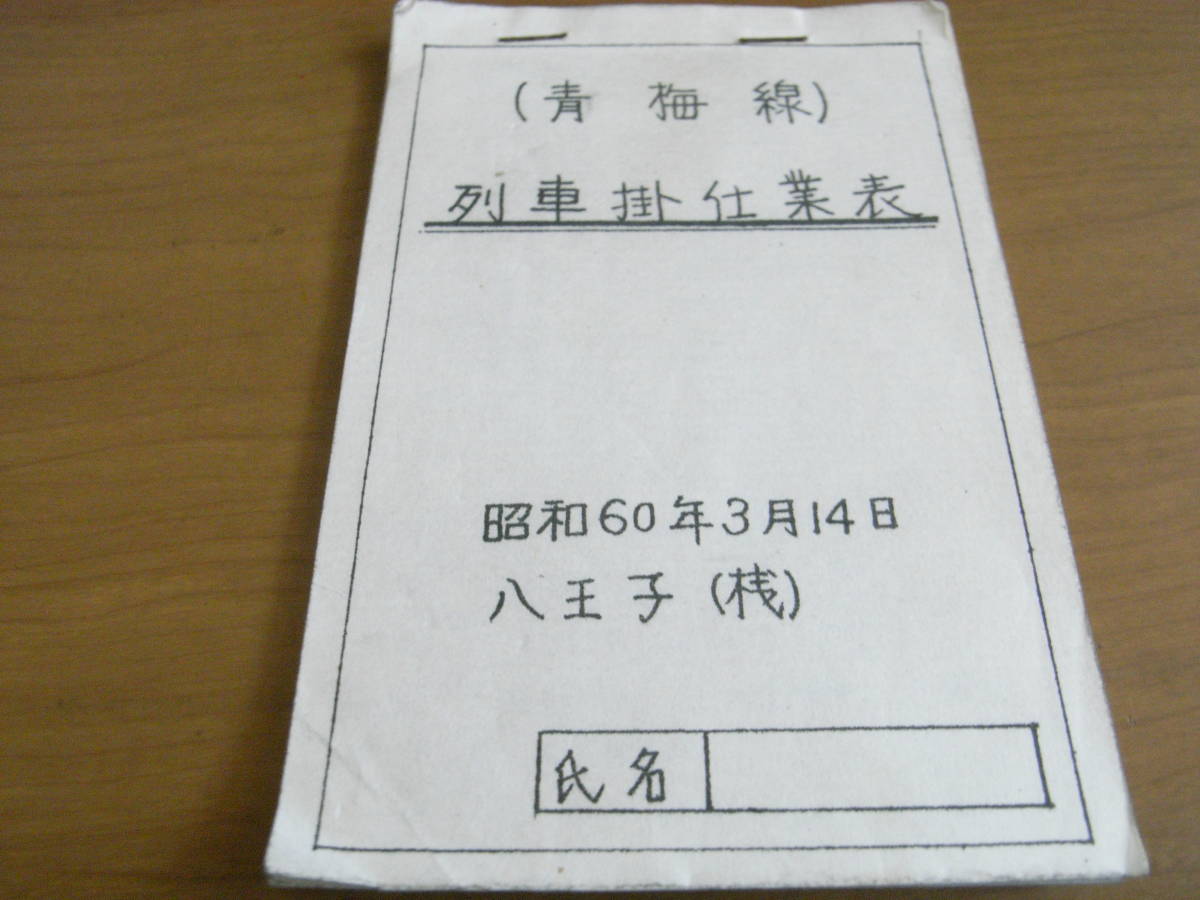 (青梅線)
列車掛仕業表
昭和60年3月14日
八王子(桟)
氏名